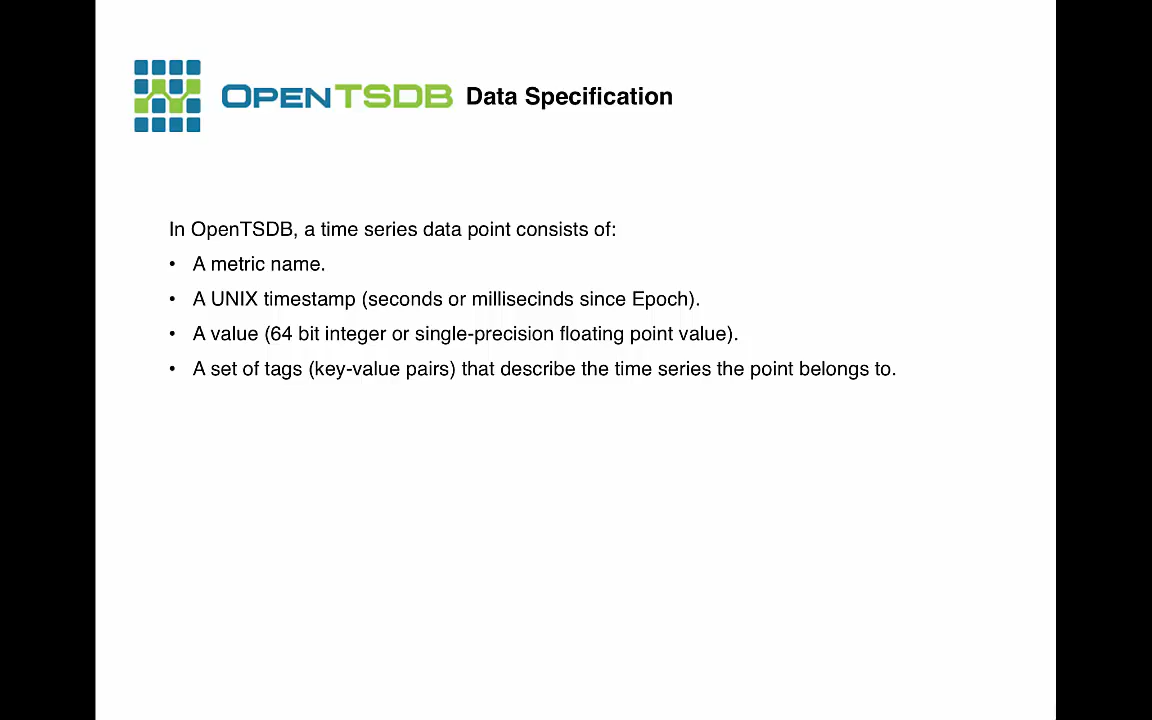 OPENTSDB Data Specification
In OpenTSDB, a time series data point consists of:
• A metric name.
• A UNIX timestamp (seconds or millisecinds since Epoch).
• A value (64 bit integer or single-precision floating point value).
• A set of tags (key-value pairs) that describe the time series the point belongs to.